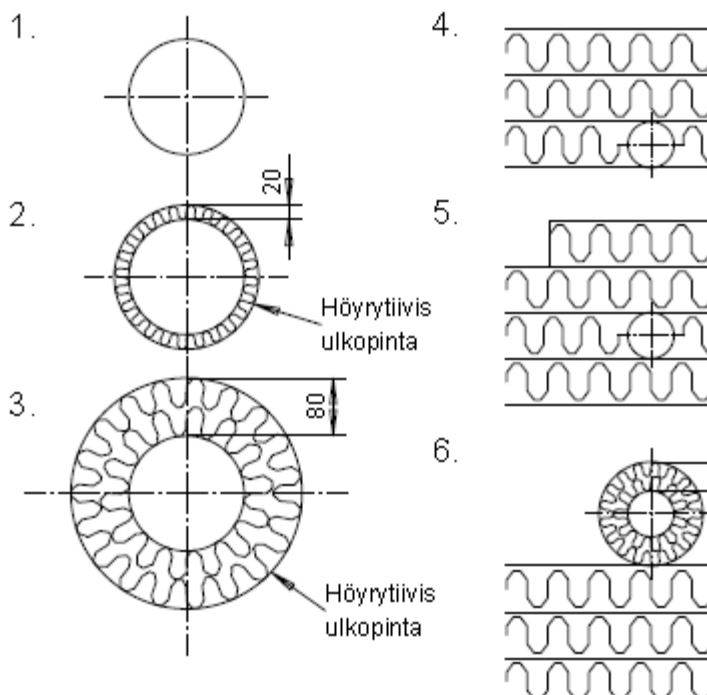 1.
20
2.
Höyrytiivis
ulkopinta
3.
80
Höyrytiivis
ulkopinta
4.
5.
6.